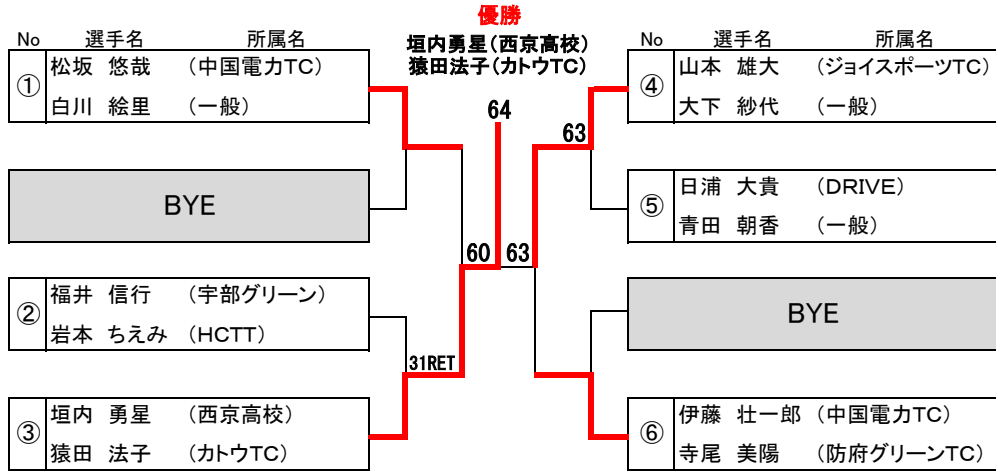 優勝
垣内勇星(西京高校)
猿田法子(カトウTC)
No 選手名 所属名
① 松坂 悠哉 (中国電力TC)
白川 絵里 (一般)
BYE
② 福井 信行 (宇部グリーン)
岩本 ちえみ (HCTT)
③ 垣内 勇星 (西京高校)
猿田 法子 (カトウTC)
31RET
60
64
63
63
No 選手名 所属名
④ 山本 雄大 (ジョイスポーツTC)
大下 紗代 (一般)
⑤ 日浦 大貴 (DRIVE)
青田 朝香 (一般)
BYE
⑥ 伊藤 壮一郎 (中国電力TC)
寺尾 美陽 (防府グリーンTC)